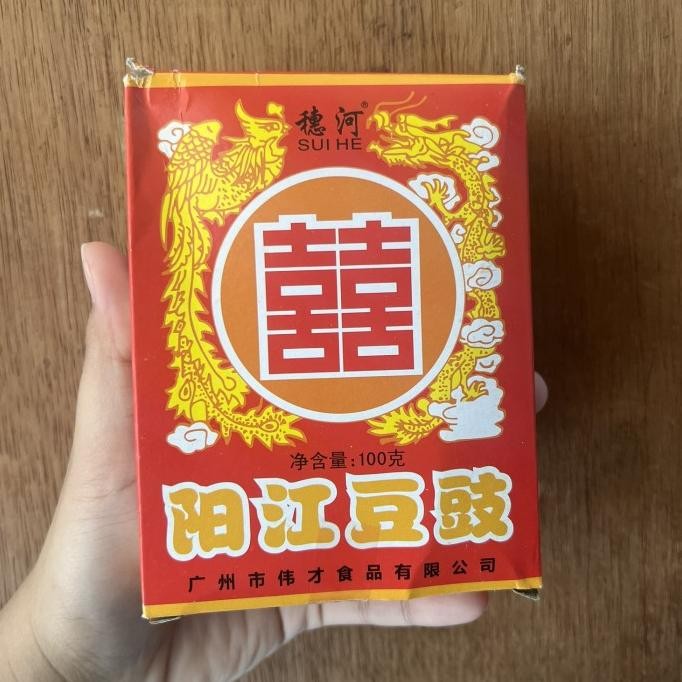 穗河®
SUI HE
囍
净含量:100克
阳江豆豉
广州市伟才食品有限公司